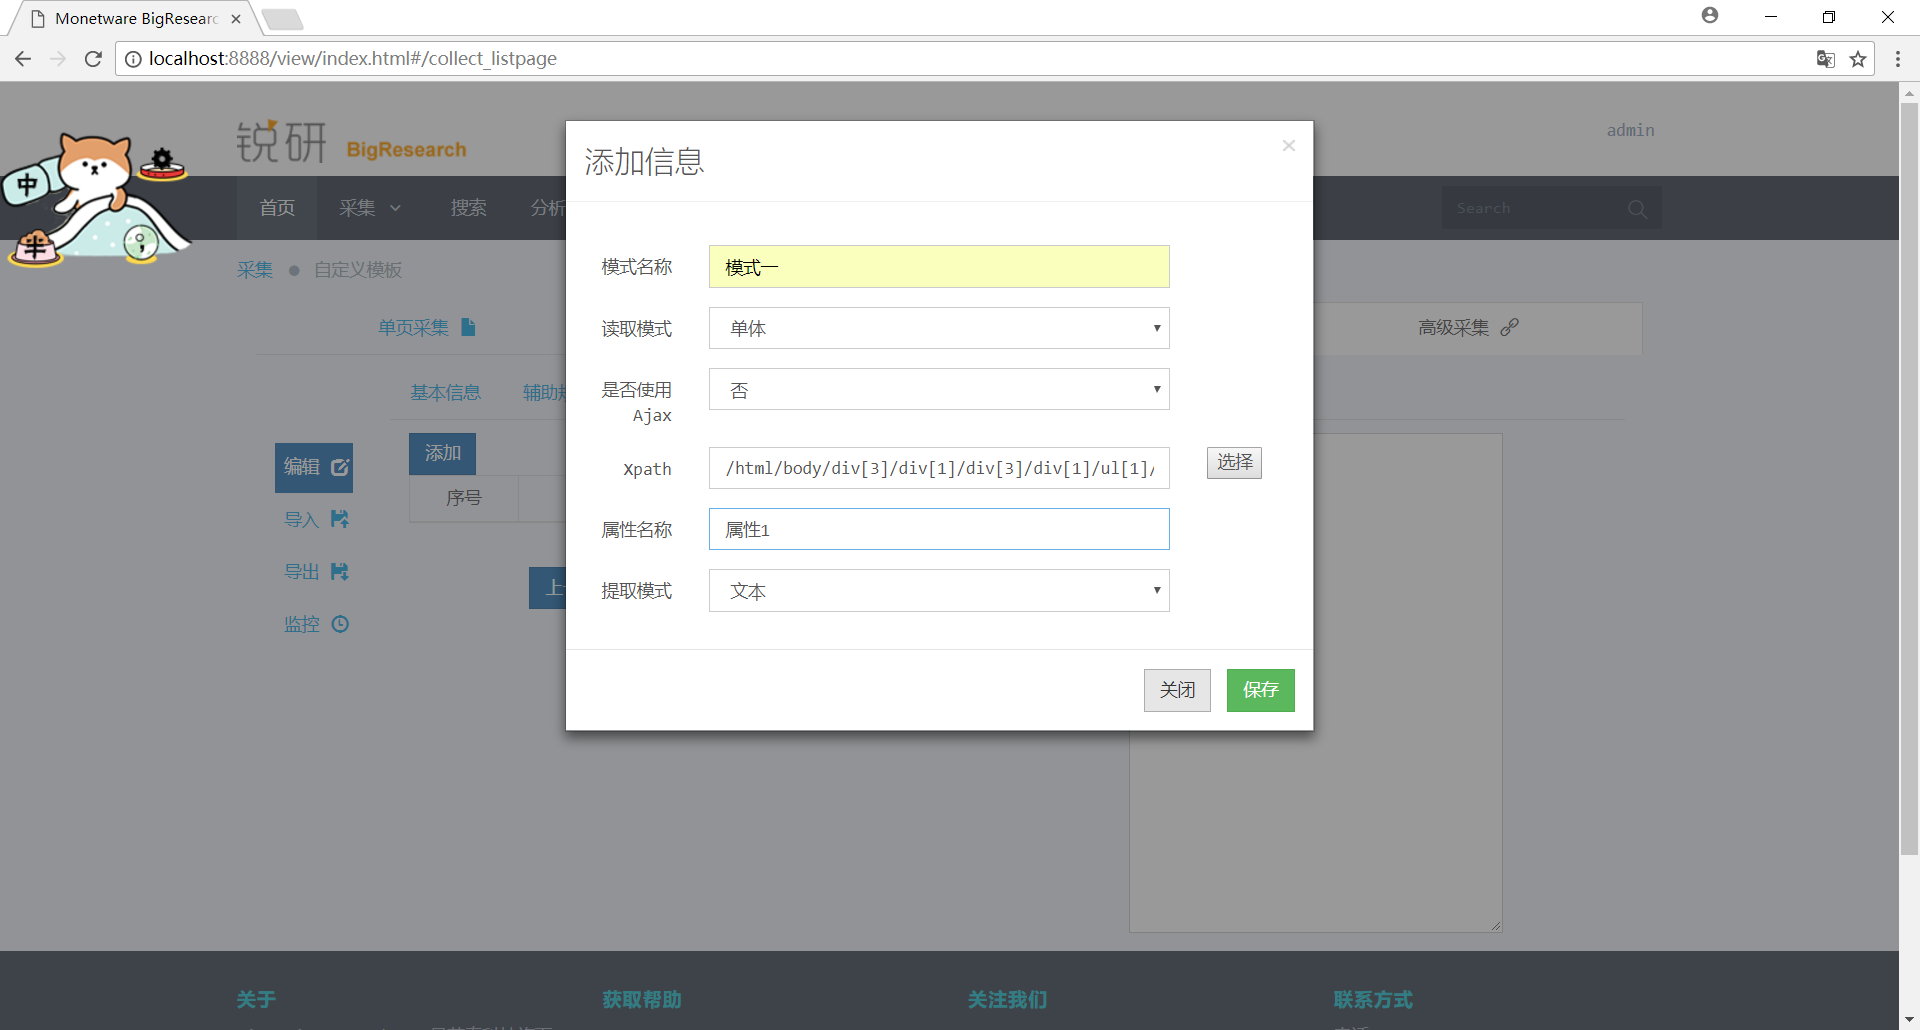 Monetware BigResearc
localhost:8888/view/index.html#/collect_listpage
锐研 BigResearch
admin
中
半
首页 采集 搜索 分析
Search
采集 自定义模板
单页采集
高级采集
基本信息
编辑
导入
导出
监控
添加
序号
添加信息
×
模式名称 模式一
读取模式 单体
是否使用 否
Ajax
Xpath /html/body/div[3]/div[1]/div[3]/div[1]/ul[1]/ 选择
属性名称 属性1
提取模式 文本
关闭 保存
关于 获取帮助 关注我们 联系方式